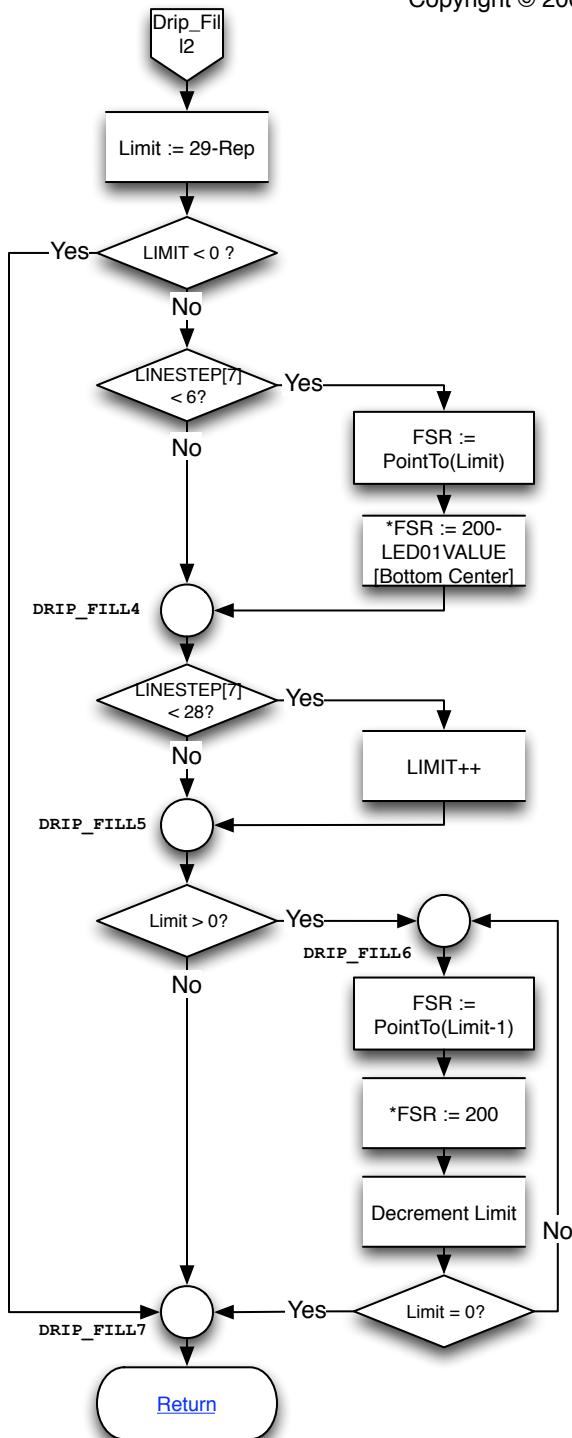 Copyright © 200
Drip_Fil
l2
Limit := 29-Rep
LIMIT < 0 ?
Yes
No
LINESTEP[7]
< 6?
Yes
No
FSR :=
PointTo(Limit)
*FSR := 200-
LED01VALUE
[Bottom Center]
DRIP_FILL4
LINESTEP[7]
< 28?
Yes
No
LIMIT++
DRIP_FILL5
Limit > 0?
Yes
No
DRIP_FILL6
FSR :=
PointTo(Limit-1)
*FSR := 200
Decrement Limit
Limit = 0?
No
Yes
DRIP_FILL7
Return